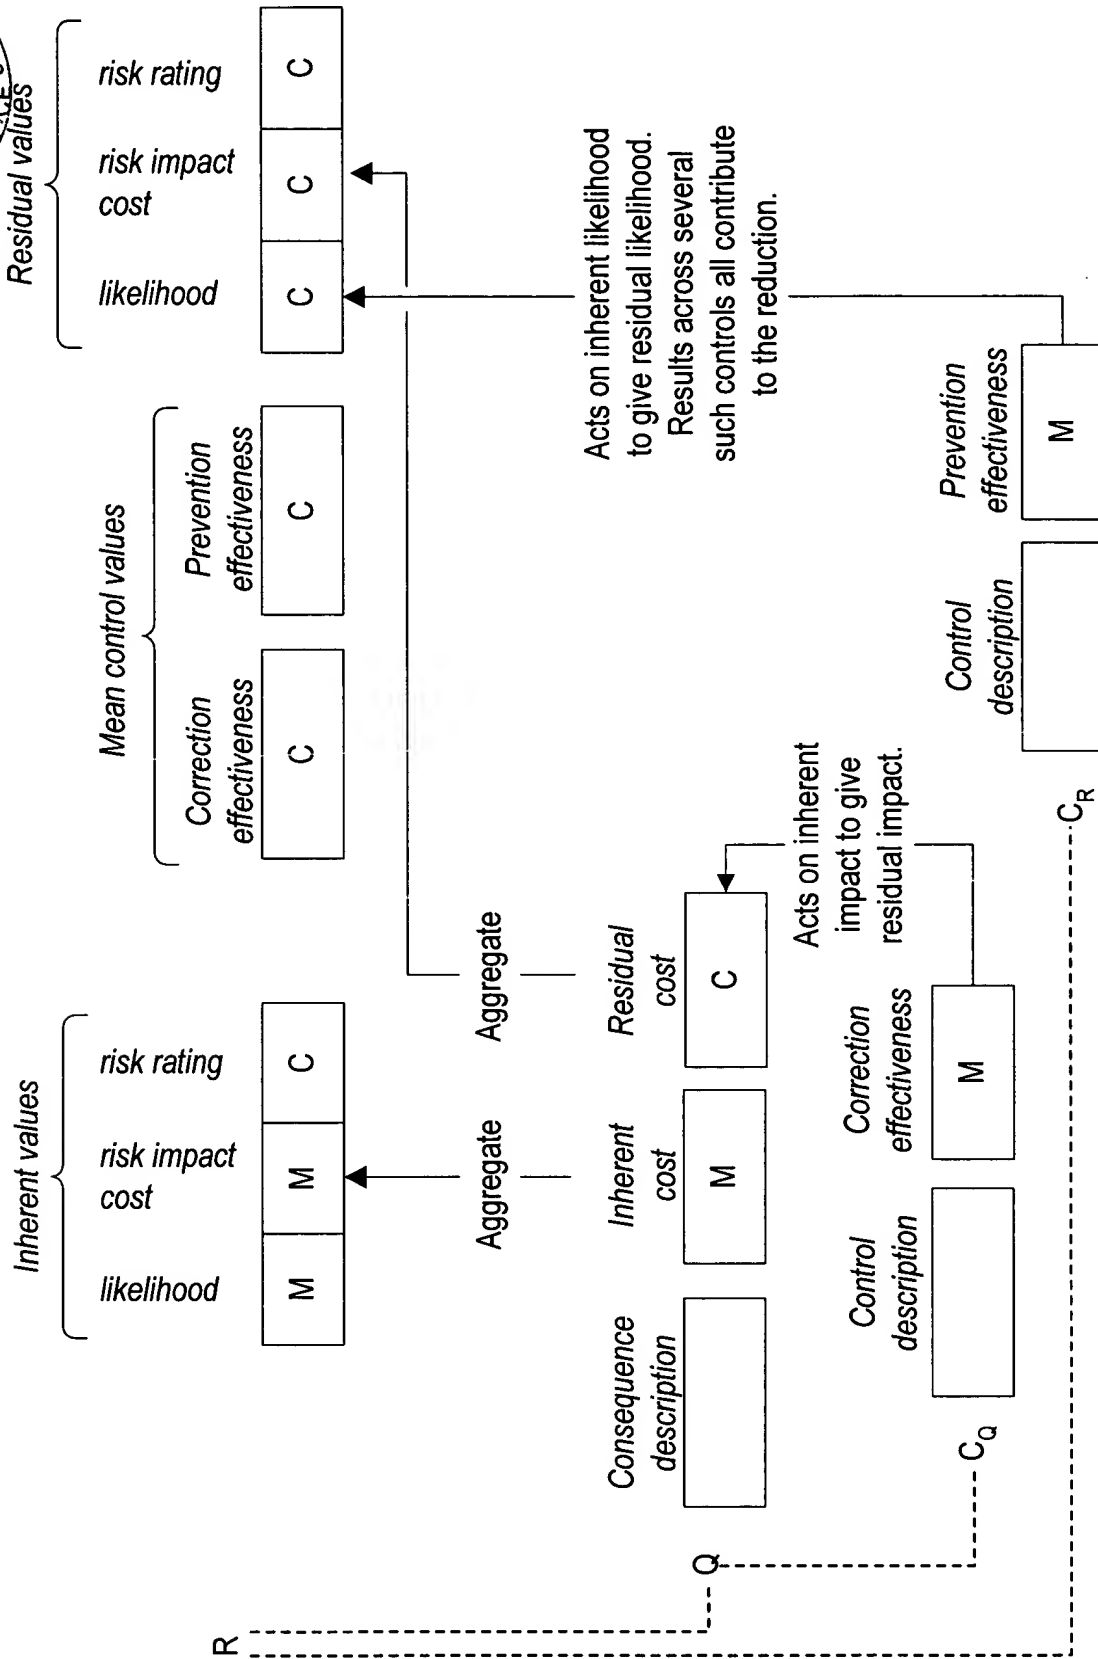 R
Inherent values
likelihood
risk impact
cost
risk rating
M
M
C
Mean control values
Correction
effectiveness
Prevention
effectiveness
C
C
Residual values
likelihood
risk impact
cost
risk rating
C
C
C
Aggregate
Aggregate
Q
Consequence
description
Inherent
cost
M
Residual
cost
C
Acts on inherent
impact to give
residual impact.
Acts on inherent likelihood
to give residual likelihood.
Results across several
such controls all contribute
to the reduction.
C_Q
Control
description
Correction
effectiveness
M
C_R
Control
description
Prevention
effectiveness
M